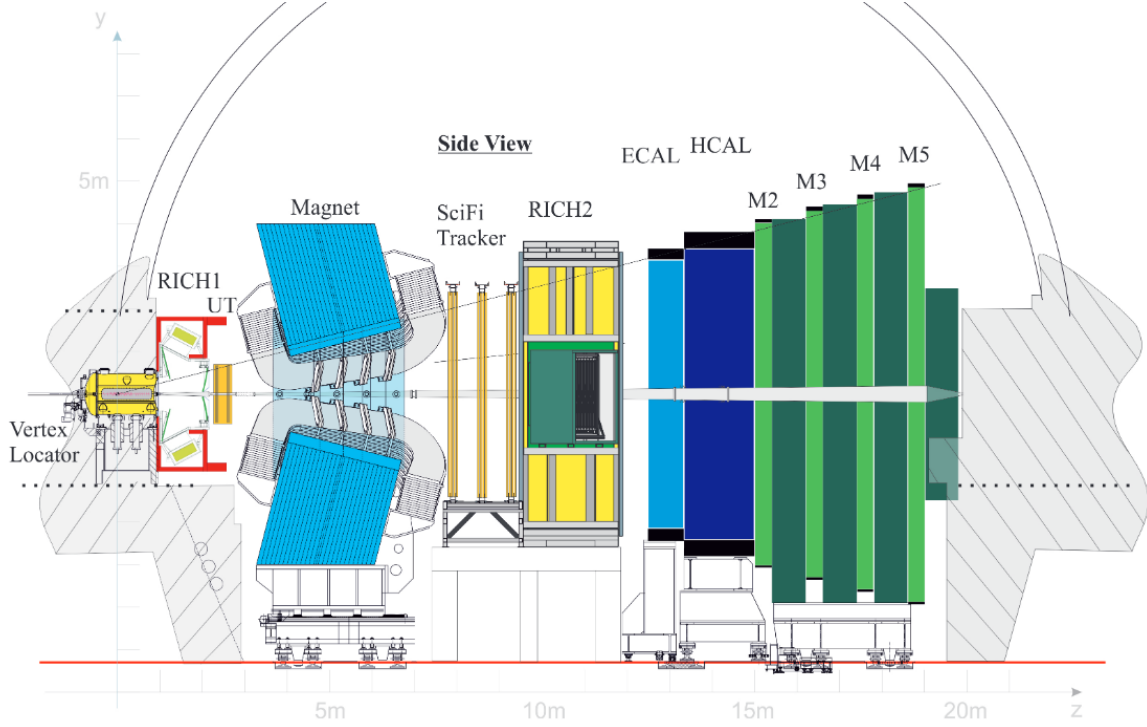 y
5m
Side View
ECAL
HCAL
M5
M4
M3
M2
Magnet
SciFi
Tracker
RICH2
RICH1
UT
Vertex
Locator
5m
10m
15m
20m
z